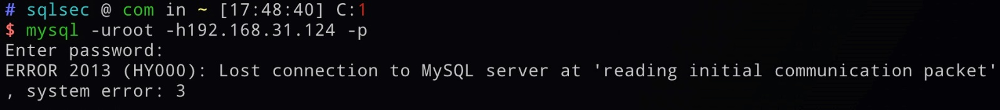 # sqlsec @ com in ~ [17:48:40] C:1
$ mysql -uroot -h192.168.31.124 -p
Enter password:
ERROR 2013 (HY000): Lost connection to MySQL server at 'reading initial communication packet'
, system error: 3